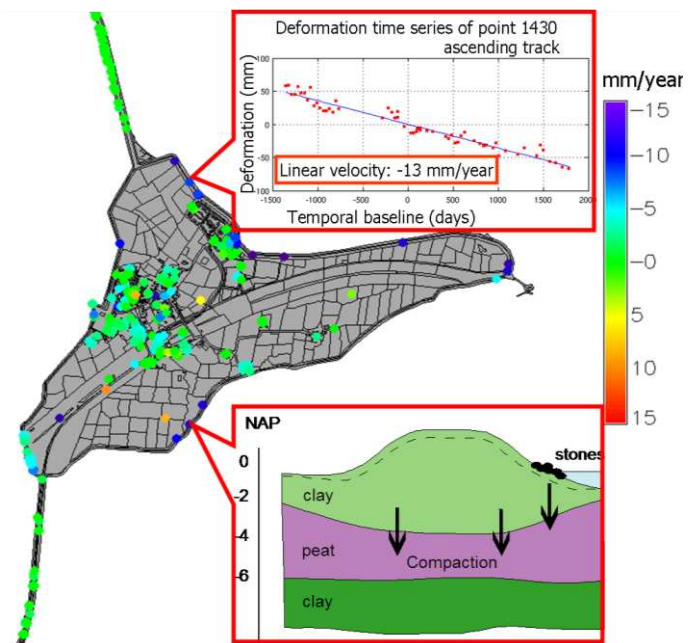 Deformation time series of point 1430
ascending track
Deformation (mm)
100
50
0
-50
-100
Linear velocity: -13 mm/year
-1500
-1000
-500
0
500
1000
1500
2000
Temporal baseline (days)
mm/year
-15
-10
-5
-0
5
10
15
NAP
0
-2
-4
-6
stones
clay
peat
Compaction
clay